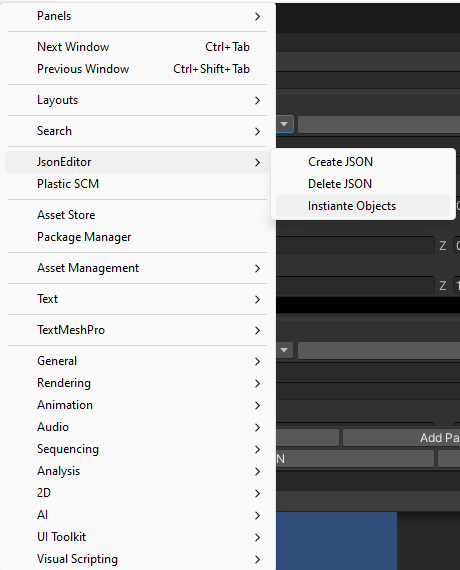 Panels
Next Window Ctrl+Tab
Previous Window Ctrl+Shift+Tab
Layouts
Search
JsonEditor
Create JSON
Plastic SCM
Delete JSON
Instiante Objects
Asset Store
Package Manager
Z 0
Asset Management
Z 1
Text
TextMeshPro
General
Rendering
Animation
Audio
Add Pa
Sequencing
N
Analysis
2D
AI
UI Toolkit
Visual Scripting